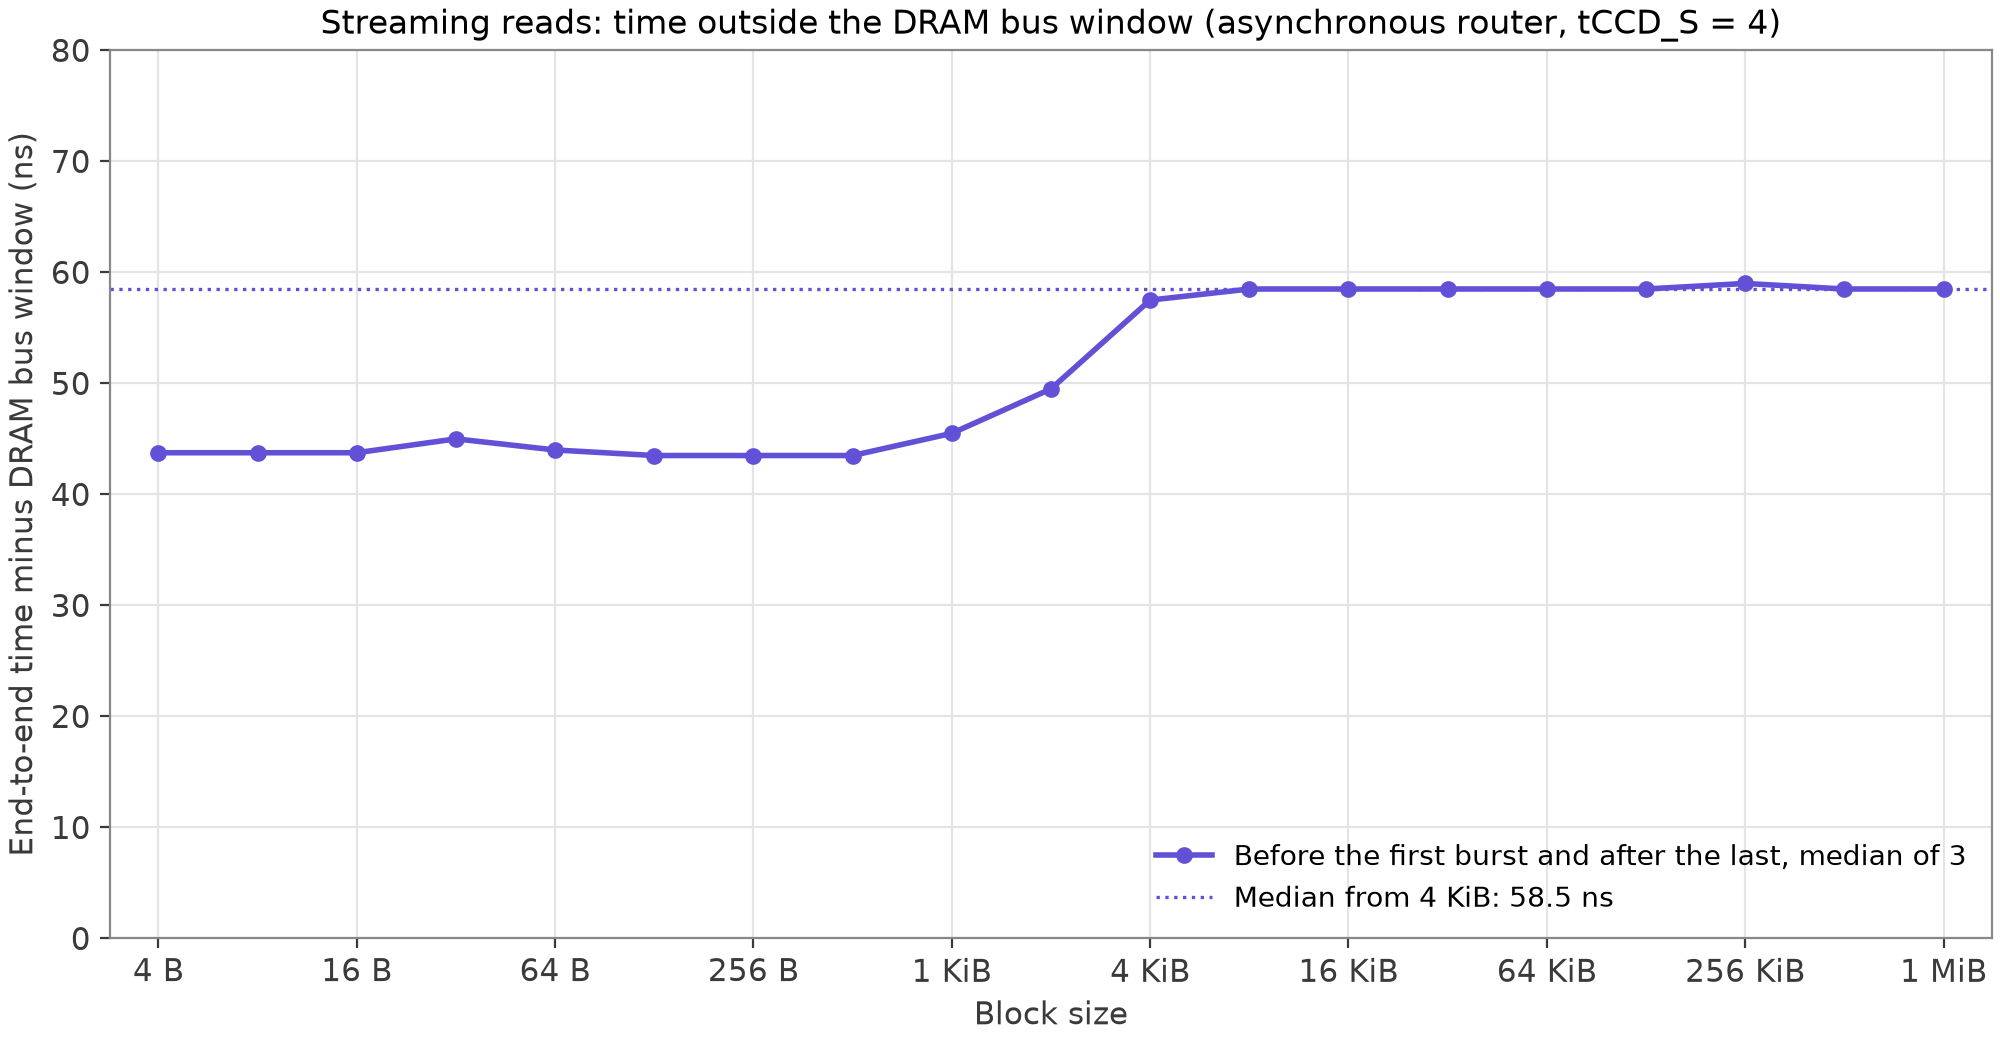 Streaming reads: time outside the DRAM bus window (asynchronous router, tCCD_S = 4)
End-to-end time minus DRAM bus window (ns)
80
70
60
50
40
30
20
10
0
Before the first burst and after the last, median of 3
Median from 4 KiB: 58.5 ns
4 B 16 B 64 B 256 B 1 KiB 4 KiB 16 KiB 64 KiB 256 KiB 1 MiB
Block size